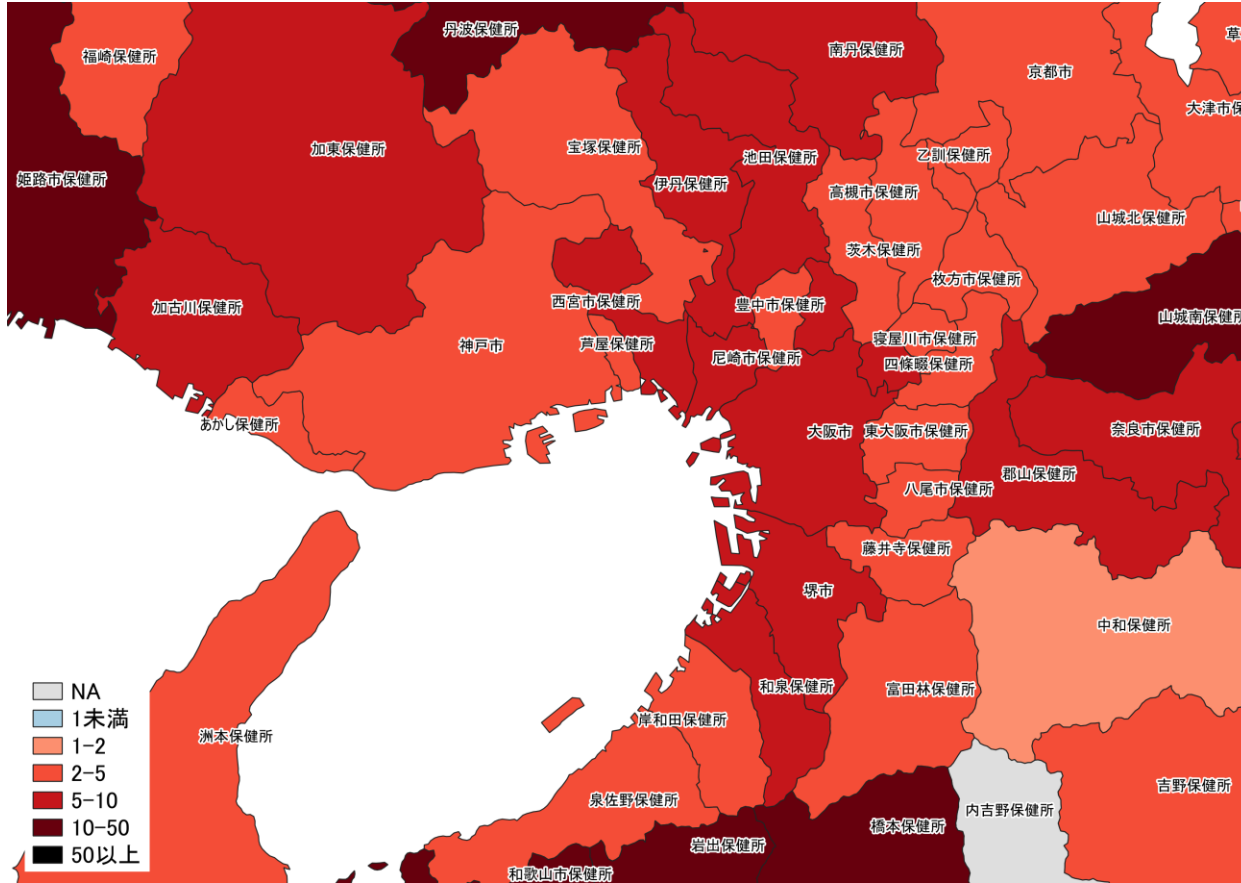 丹波保健所
福崎保健所
南丹保健所
草
京都市
大津市保
加東保健所
宝塚保健所
池田保健所
乙訓保健所
姫路市保健所
伊丹保健所
高槻市保健所
山城北保健所
茨木保健所
枚方市保健所
加古川保健所
西宮市保健所
豊中市保健所
山城南保健所
神戸市
芦屋保健所
尼崎市保健所
寝屋川市保健所
四條畷保健所
あかし保健所
大阪市
東大阪市保健所
奈良市保健所
郡山保健所
八尾市保健所
藤井寺保健所
堺市
中和保健所
和泉保健所
富田林保健所
岸和田保健所
洲本保健所
泉佐野保健所
吉野保健所
内吉野保健所
橋本保健所
岩出保健所
和歌山市保健所
NA
1未満
1-2
2-5
5-10
10-50
50以上